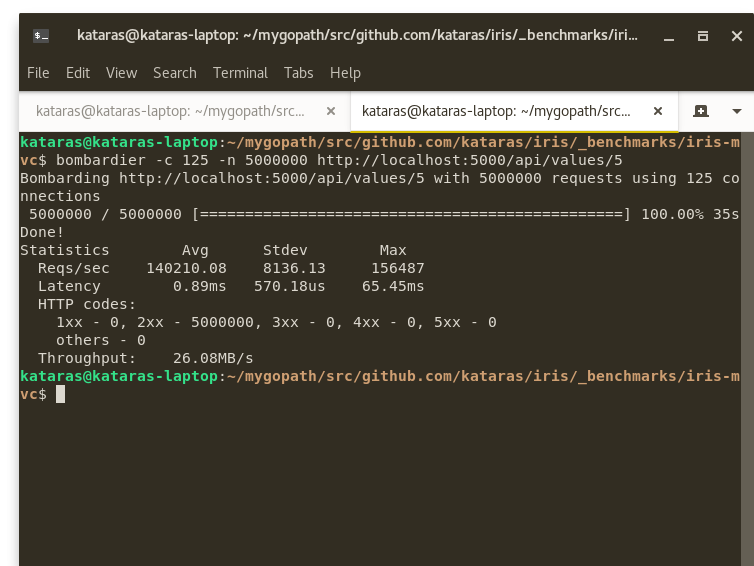 kataras@kataras-laptop: ~/mygopath/src/github.com/kataras/iris/_benchmarks/iri...
File Edit View Search Terminal Tabs Help
kataras@kataras-laptop: ~/mygopath/src... kataras@kataras-laptop: ~/mygopath/src...
kataras@kataras-laptop:~/mygopath/src/github.com/kataras/iris/_benchmarks/iris-m
vc$ bombardier -c 125 -n 5000000 http://localhost:5000/api/values/5
Bombarding http://localhost:5000/api/values/5 with 5000000 requests using 125 co
nnections
 5000000 / 5000000 [===============================================] 100.00% 35s
Done!
Statistics        Avg      Stdev        Max
  Reqs/sec    140210.08    8136.13     156487
  Latency        0.89ms   570.18us    65.45ms
  HTTP codes:
    1xx - 0, 2xx - 5000000, 3xx - 0, 4xx - 0, 5xx - 0
    others - 0
  Throughput:    26.08MB/s
kataras@kataras-laptop:~/mygopath/src/github.com/kataras/iris/_benchmarks/iris-m
vc$